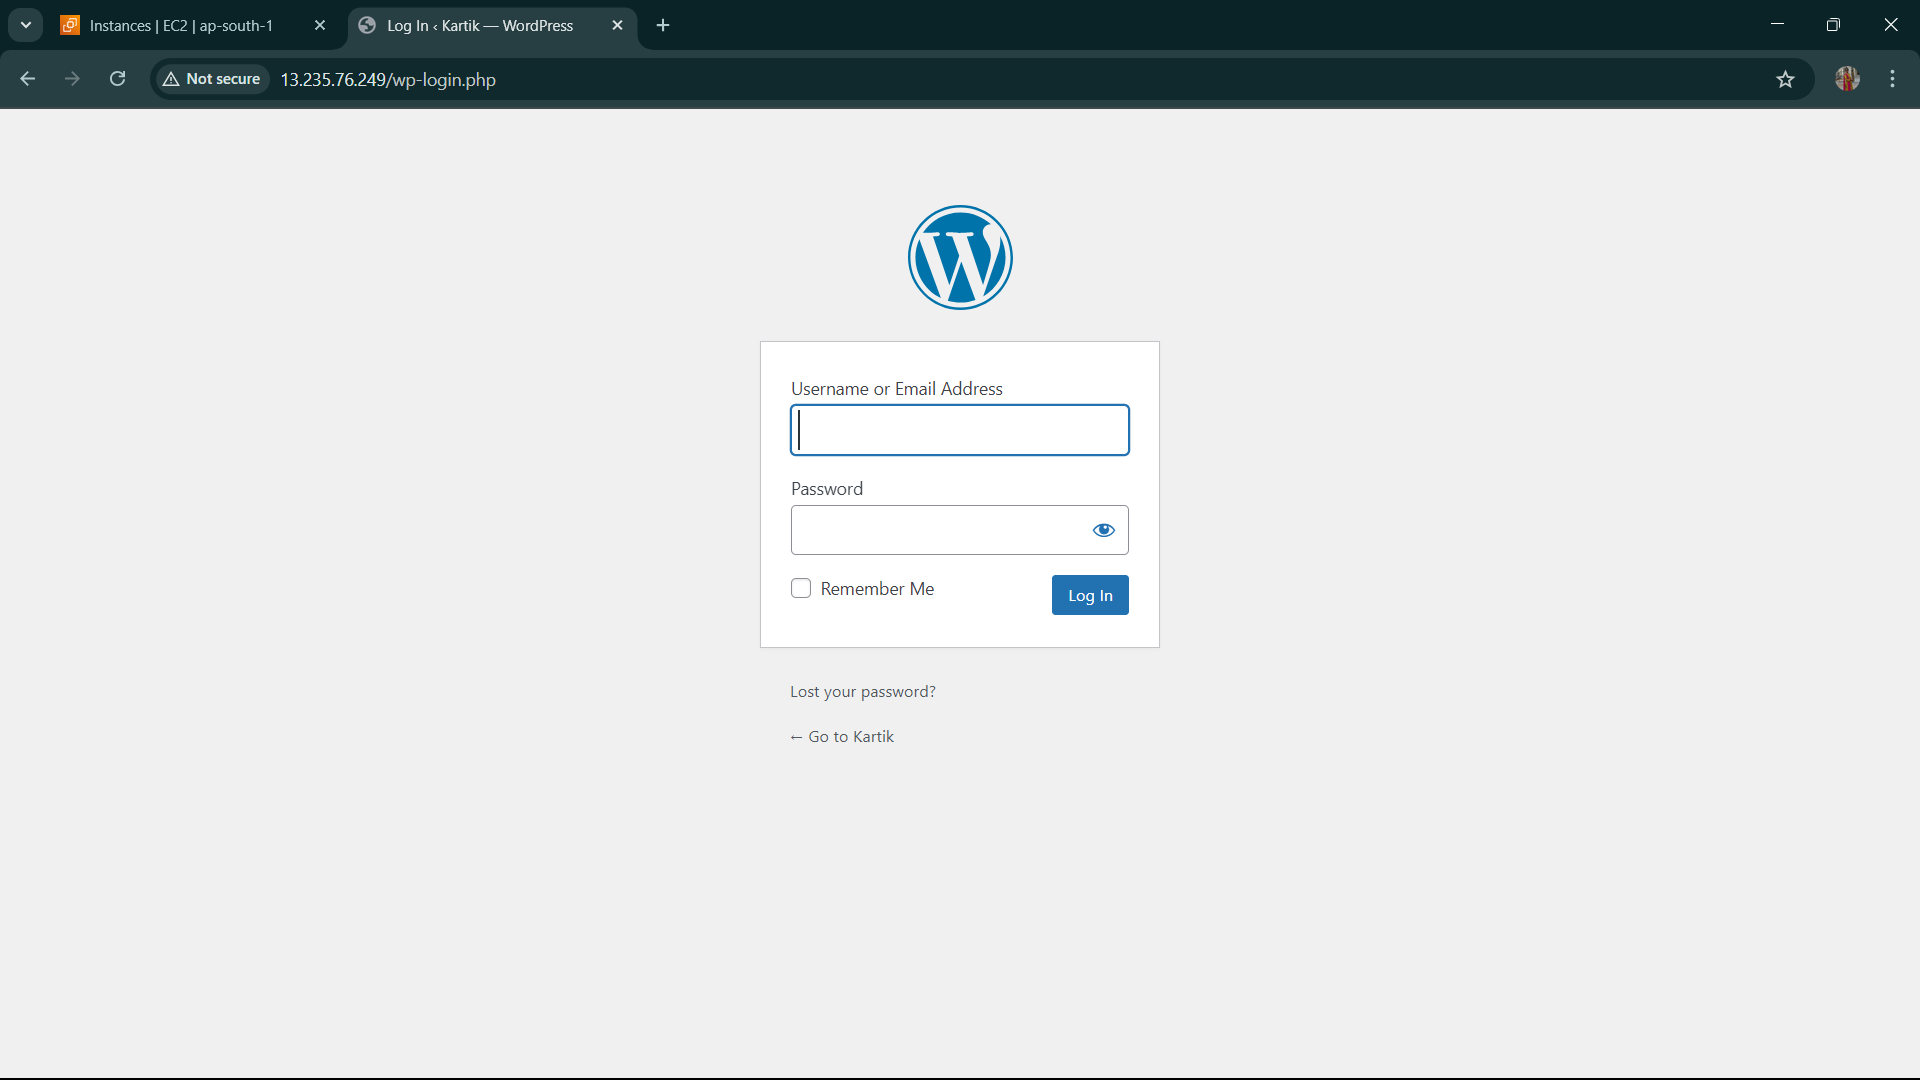 Instances | EC2 | ap-south-1
Log In ‹ Kartik — WordPress
Not secure
13.235.76.249/wp-login.php
Username or Email Address
Password
Remember Me
Log In
Lost your password?
← Go to Kartik